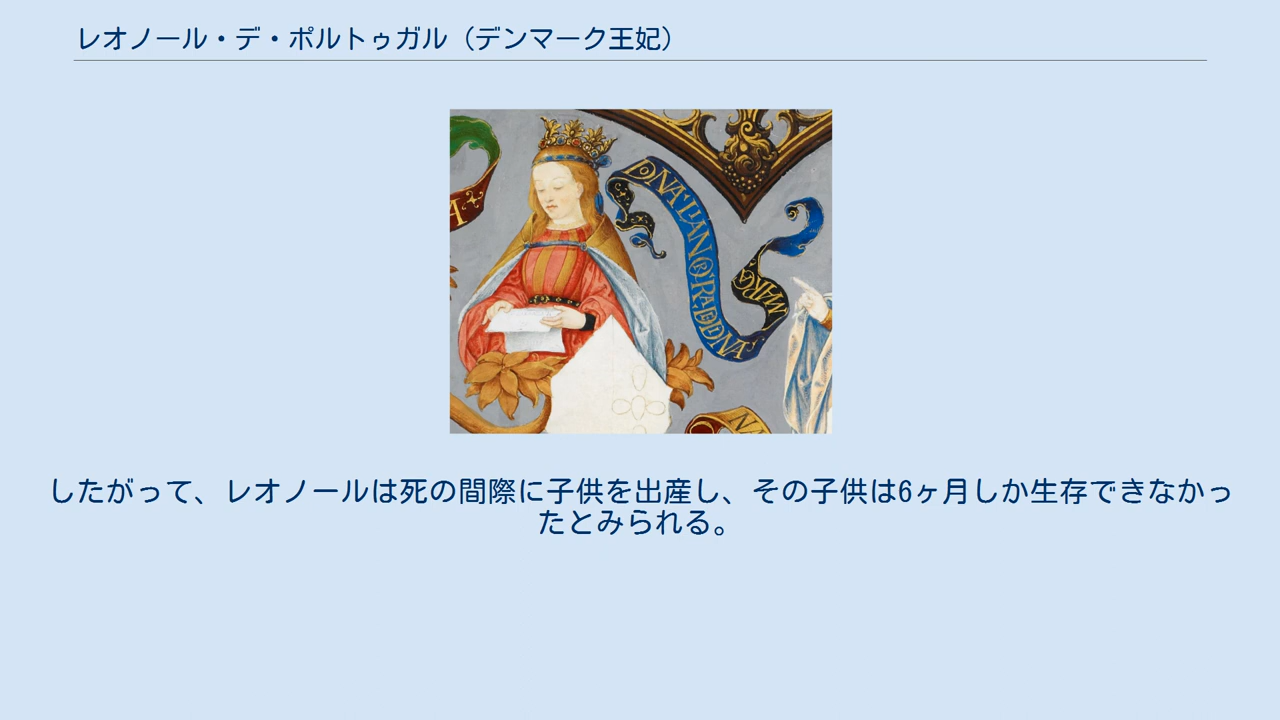 レオノール・デ・ポルトゥガル（デンマーク王妃）
したがって、レオノールは死の間際に子供を出産し、その子供は6ヶ月しか生存できなかっ
たとみられる。